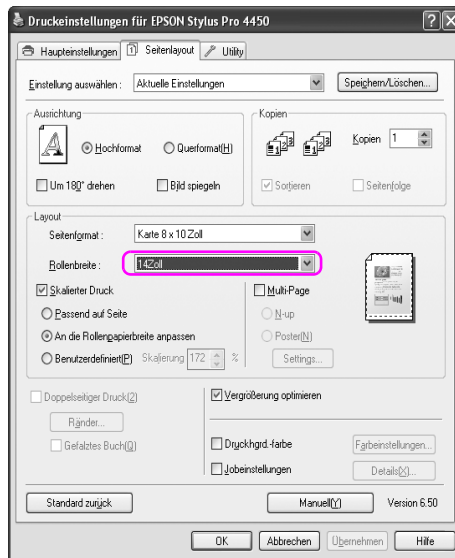 Druckeinstellungen für EPSON Stylus Pro 4450
Haupteinstellungen Seitenlayout Utility
Einstellung auswählen : Aktuelle Einstellungen Speichern/Löschen...
Ausrichtung
A Hochformat Querformat(H)
Um 180° drehen Bild spiegeln
Kopien
Kopien 1
Sortieren Seitenfolge
Layout
Seitenformat : Karte 8 x 10 Zoll
Rollenbreite : 14Zoll
Skalierter Druck
Passend auf Seite
An die Rollenpapierbreite anpassen
Benutzerdefiniert(P) Skalierung 172 %
Multi-Page
N-up
Poster(N)
Settings...
Doppelseitiger Druck(2)
Ränder...
Gefalztes Buch(Q)
Vergrößerung optimieren
Druckhgrd.-farbe Farbeinstellungen...
Jobeinstellungen Details(X)...
Standard zurück Manuell(Y) Version 6.50
OK Abbrechen Übernehmen Hilfe